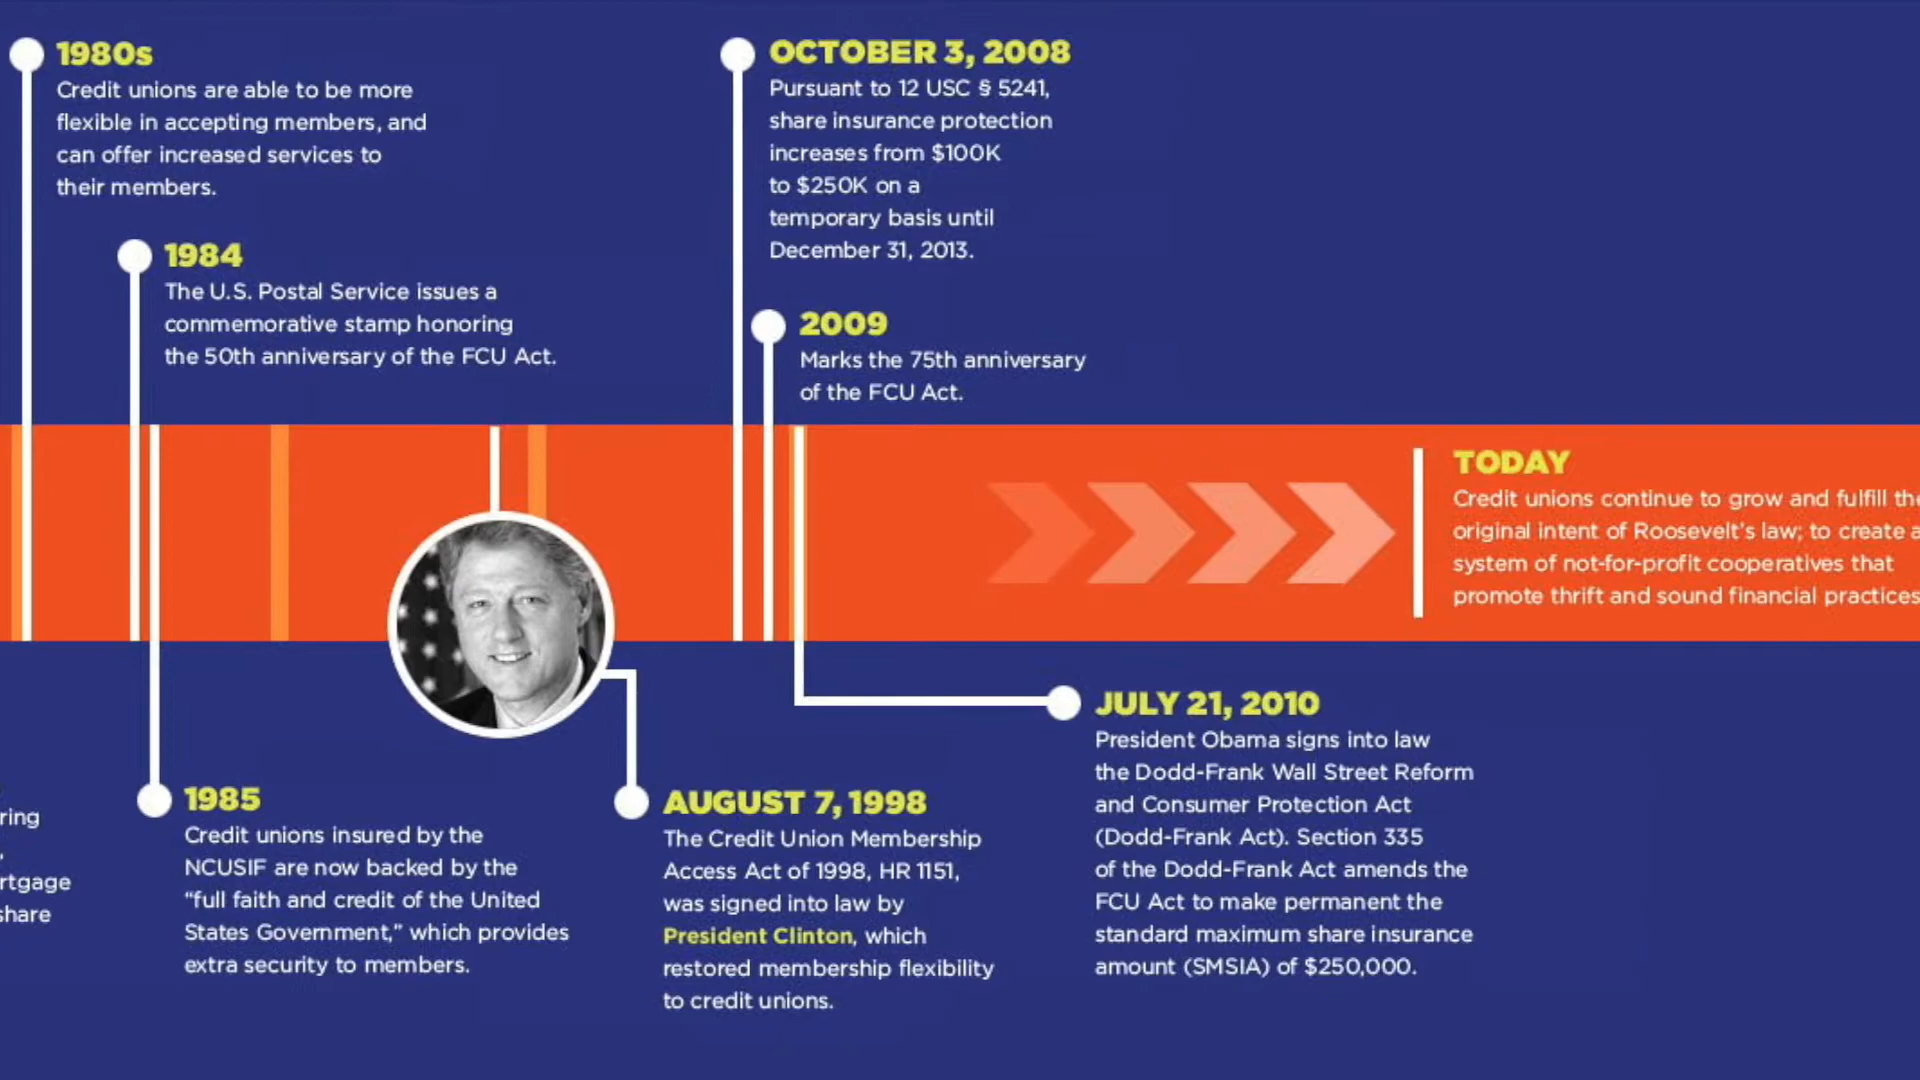 1980s
Credit unions are able to be more
flexible in accepting members, and
can offer increased services to
their members.
1984
The U.S. Postal Service issues a
commemorative stamp honoring
the 50th anniversary of the FCU Act.
OCTOBER 3, 2008
Pursuant to 12 USC § 5241,
share insurance protection
increases from $100K
to $250K on a
temporary basis until
December 31, 2013.
2009
Marks the 75th anniversary
of the FCU Act.
TODAY
Credit unions continue to grow and fulfill the
original intent of Roosevelt's law; to create a
system of not-for-profit cooperatives that
promote thrift and sound financial practices
ring
,
rtgage
share
1985
Credit unions insured by the
NCUSIF are now backed by the
“full faith and credit of the United
States Government,” which provides
extra security to members.
AUGUST 7, 1998
The Credit Union Membership
Access Act of 1998, HR 1151,
was signed into law by
President Clinton, which
restored membership flexibility
to credit unions.
JULY 21, 2010
President Obama signs into law
the Dodd-Frank Wall Street Reform
and Consumer Protection Act
(Dodd-Frank Act). Section 335
of the Dodd-Frank Act amends the
FCU Act to make permanent the
standard maximum share insurance
amount (SMSIA) of $250,000.